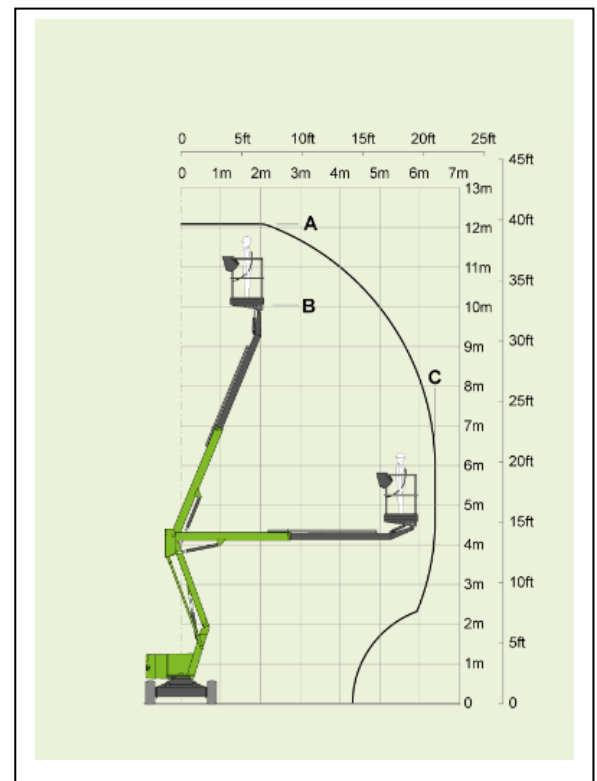 0 5ft 10ft 15ft 20ft 25ft
45ft
0 1m 2m 3m 4m 5m 6m 7m
13m
40ft
A
12m
11m
35ft
B
10m
30ft
9m
C
8m
25ft
7m
6m
20ft
5m
15ft
4m
3m
10ft
2m
5ft
1m
0 0